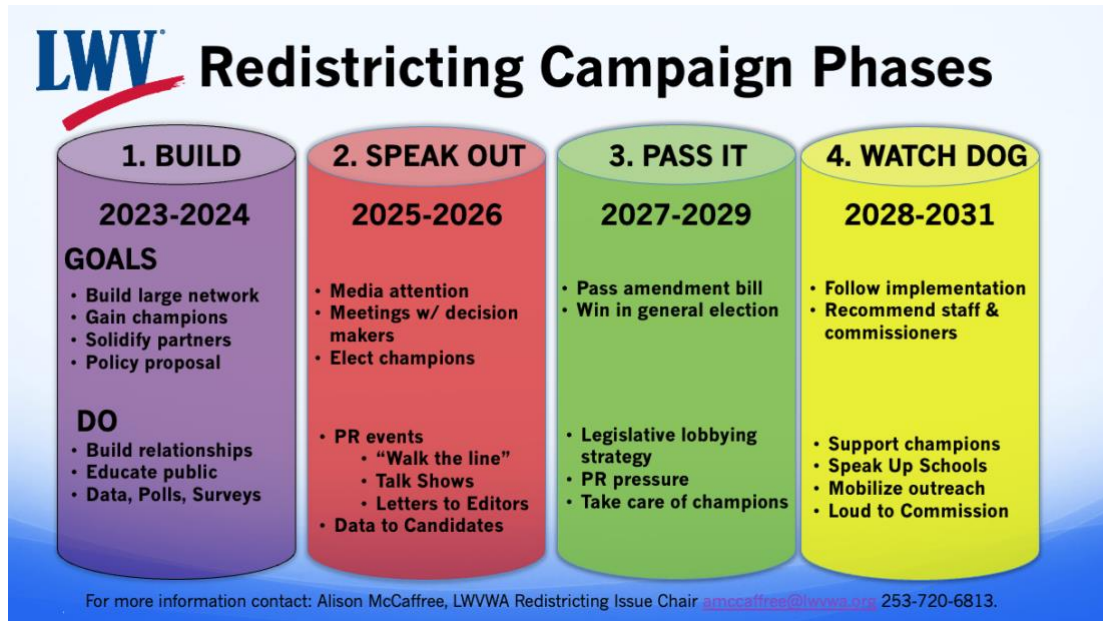 LWV
Redistricting Campaign Phases
1. BUILD
2023-2024
GOALS
• Build large network
• Gain champions
• Solidify partners
• Policy proposal
DO
• Build relationships
• Educate public
• Data, Polls, Surveys
2. SPEAK OUT
2025-2026
• Media attention
• Meetings w/ decision
makers
• Elect champions
• PR events
• “Walk the line”
• Talk Shows
• Letters to Editors
• Data to Candidates
3. PASS IT
2027-2029
• Pass amendment bill
• Win in general election
• Legislative lobbying
strategy
• PR pressure
• Take care of champions
4. WATCH DOG
2028-2031
• Follow implementation
• Recommend staff &
commissioners
• Support champions
• Speak Up Schools
• Mobilize outreach
• Loud to Commission
For more information contact: Alison McCaffree, LWVWA Redistricting Issue Chair amccaffree@lwvwa.org 253-720-6813.